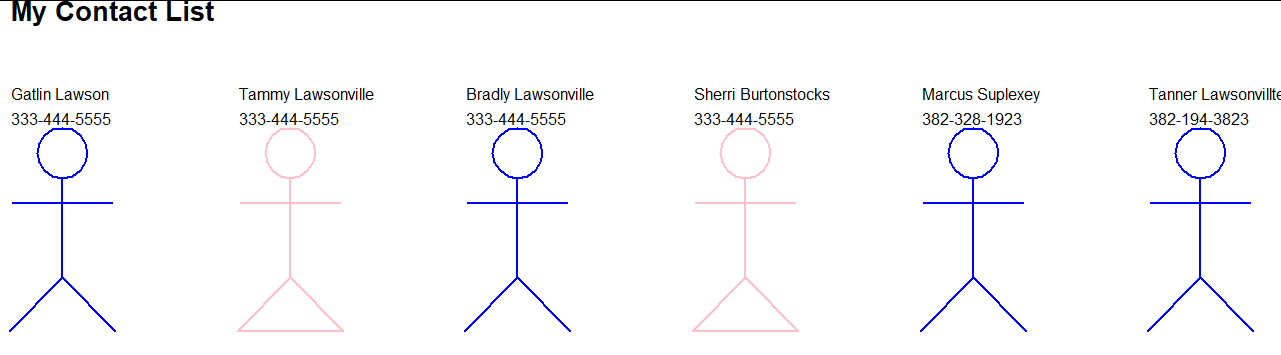 My Contact List
Gatlin Lawson
333-444-5555
Tammy Lawsonville
333-444-5555
Bradly Lawsonville
333-444-5555
Sherri Burtonstocks
333-444-5555
Marcus Suplexey
382-328-1923
Tanner Lawsonvillte
382-194-3823